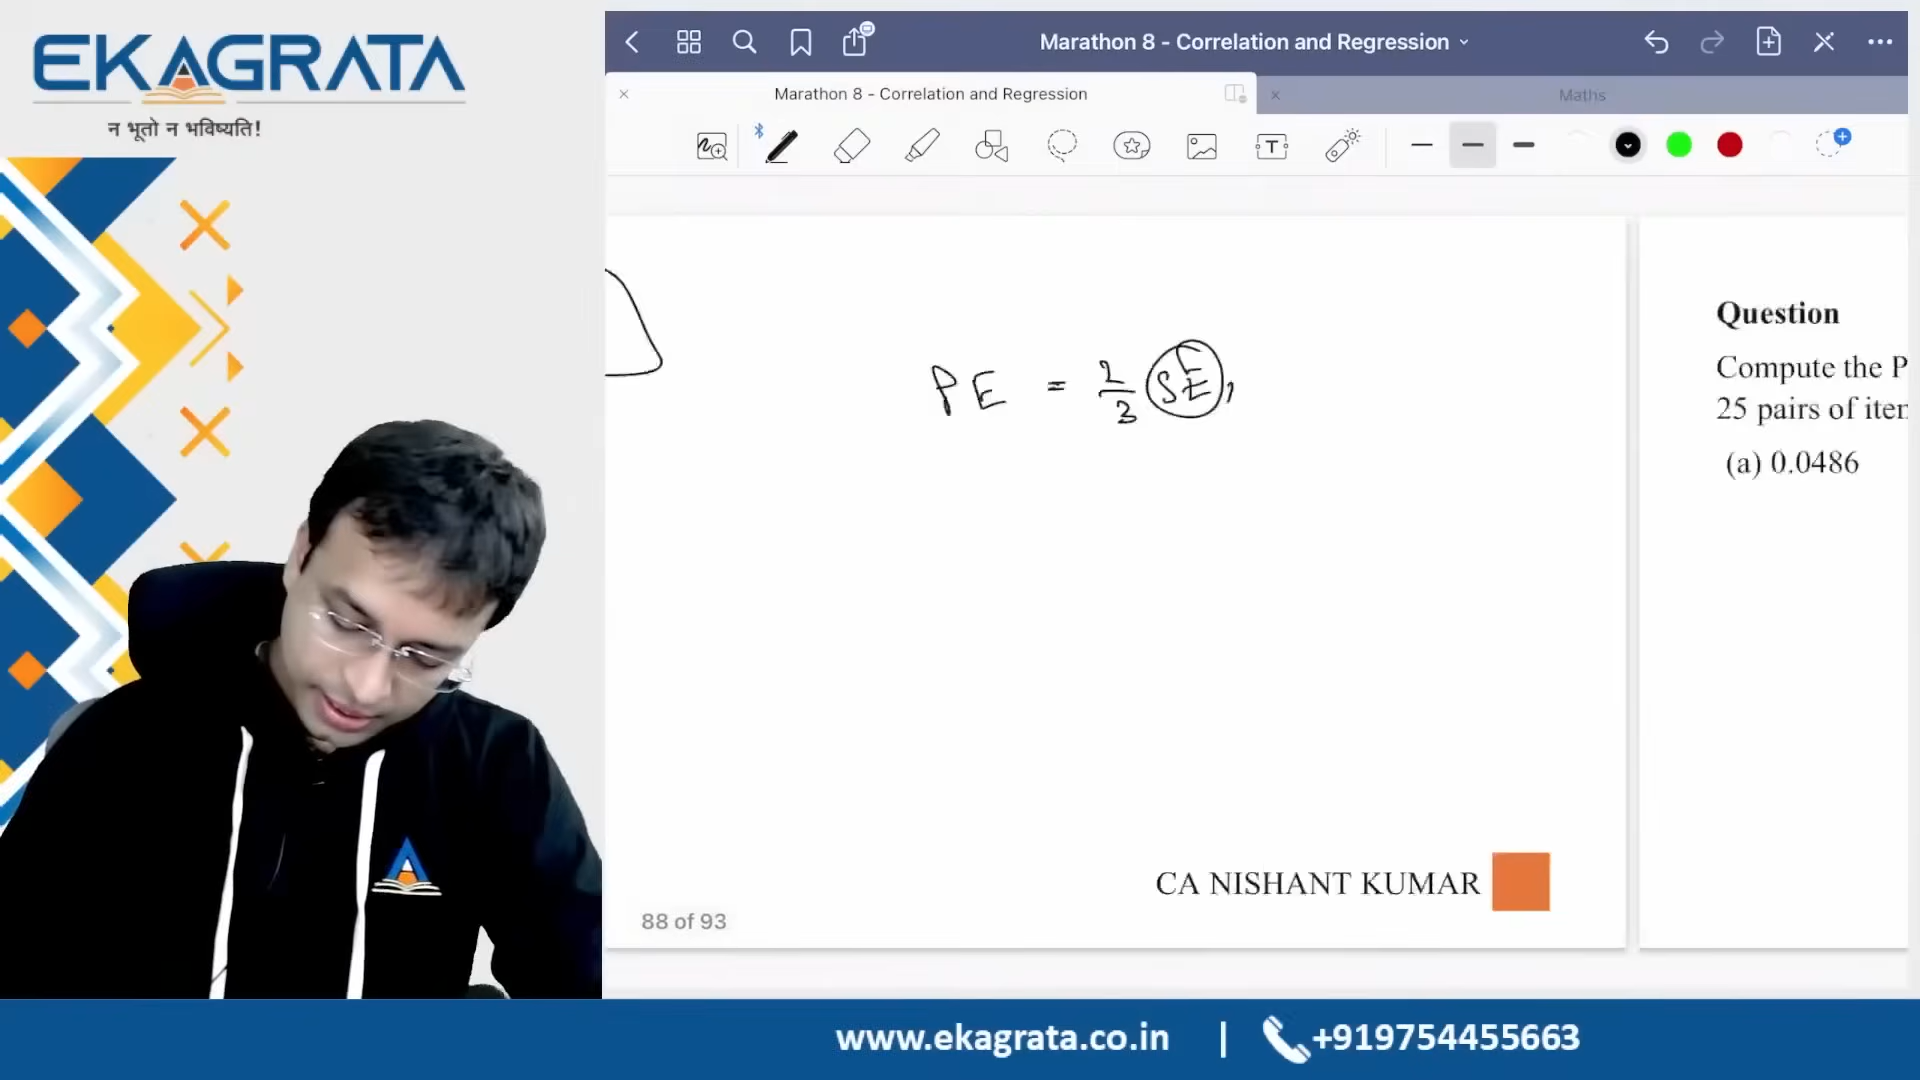 EKAGRATA
न भूतो न भविष्यति!
Marathon 8 - Correlation and Regression
Marathon 8 - Correlation and Regression
Maths
T
PE = 2/3 SE,
Question
Compute the P
25 pairs of iter
(a) 0.0486
CA NISHANT KUMAR
88 of 93
www.ekagrata.co.in | +919754455663